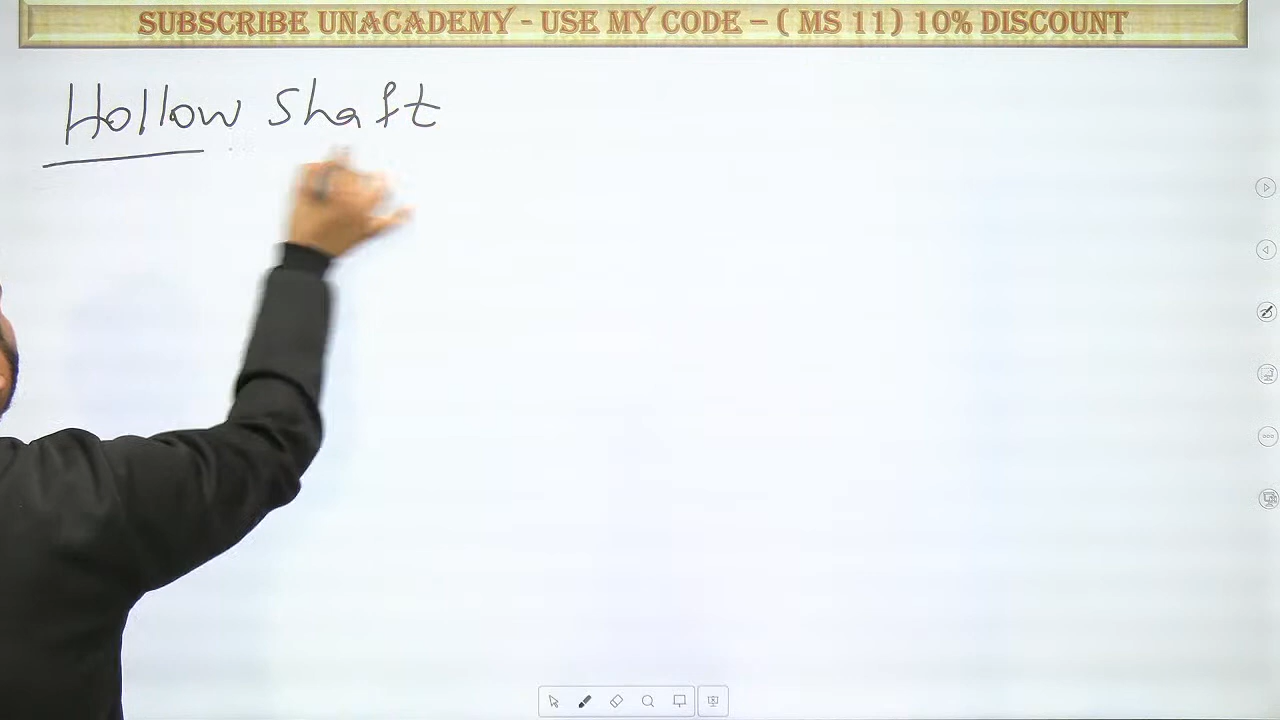 SUBSCRIBE UNACADEMY - USE MY CODE – ( MS 11) 10% DISCOUNT
Hollow Shaft